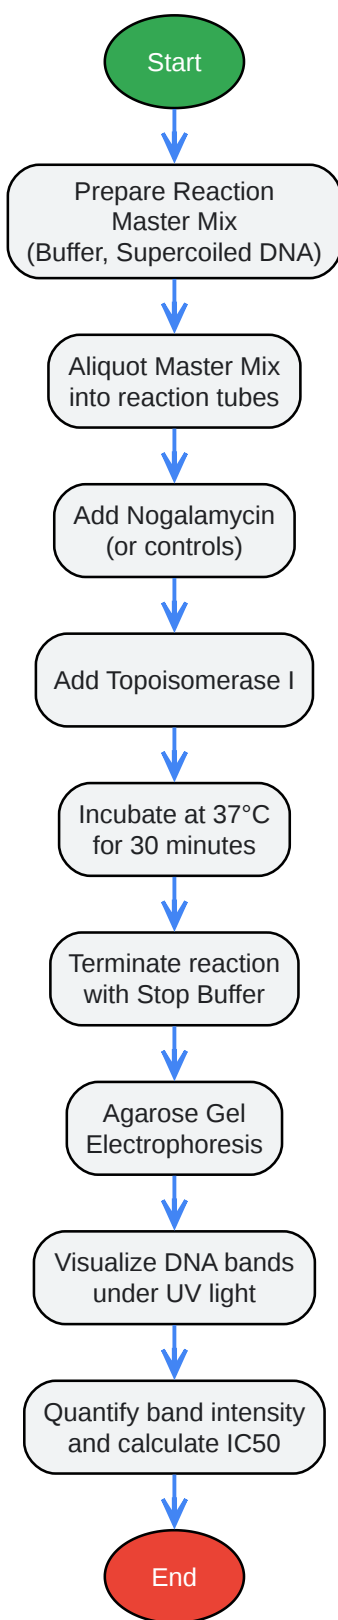 Start
Prepare Reaction
Master Mix
(Buffer, Supercoiled DNA)
Aliquot Master Mix
into reaction tubes
Add Nogalamycin
(or controls)
Add Topoisomerase I
Incubate at 37°C
for 30 minutes
Terminate reaction
with Stop Buffer
Agarose Gel
Electrophoresis
Visualize DNA bands
under UV light
Quantify band intensity
and calculate IC50
End